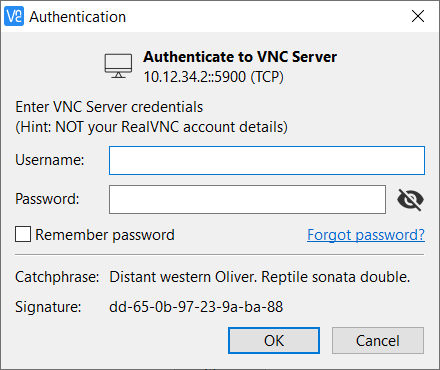 Authentication
Authenticate to VNC Server
10.12.34.2::5900 (TCP)
Enter VNC Server credentials
(Hint: NOT your RealVNC account details)
Username:
Password:
Remember password
Forgot password?
Catchphrase: Distant western Oliver. Reptile sonata double.
Signature: dd-65-0b-97-23-9a-ba-88
OK
Cancel